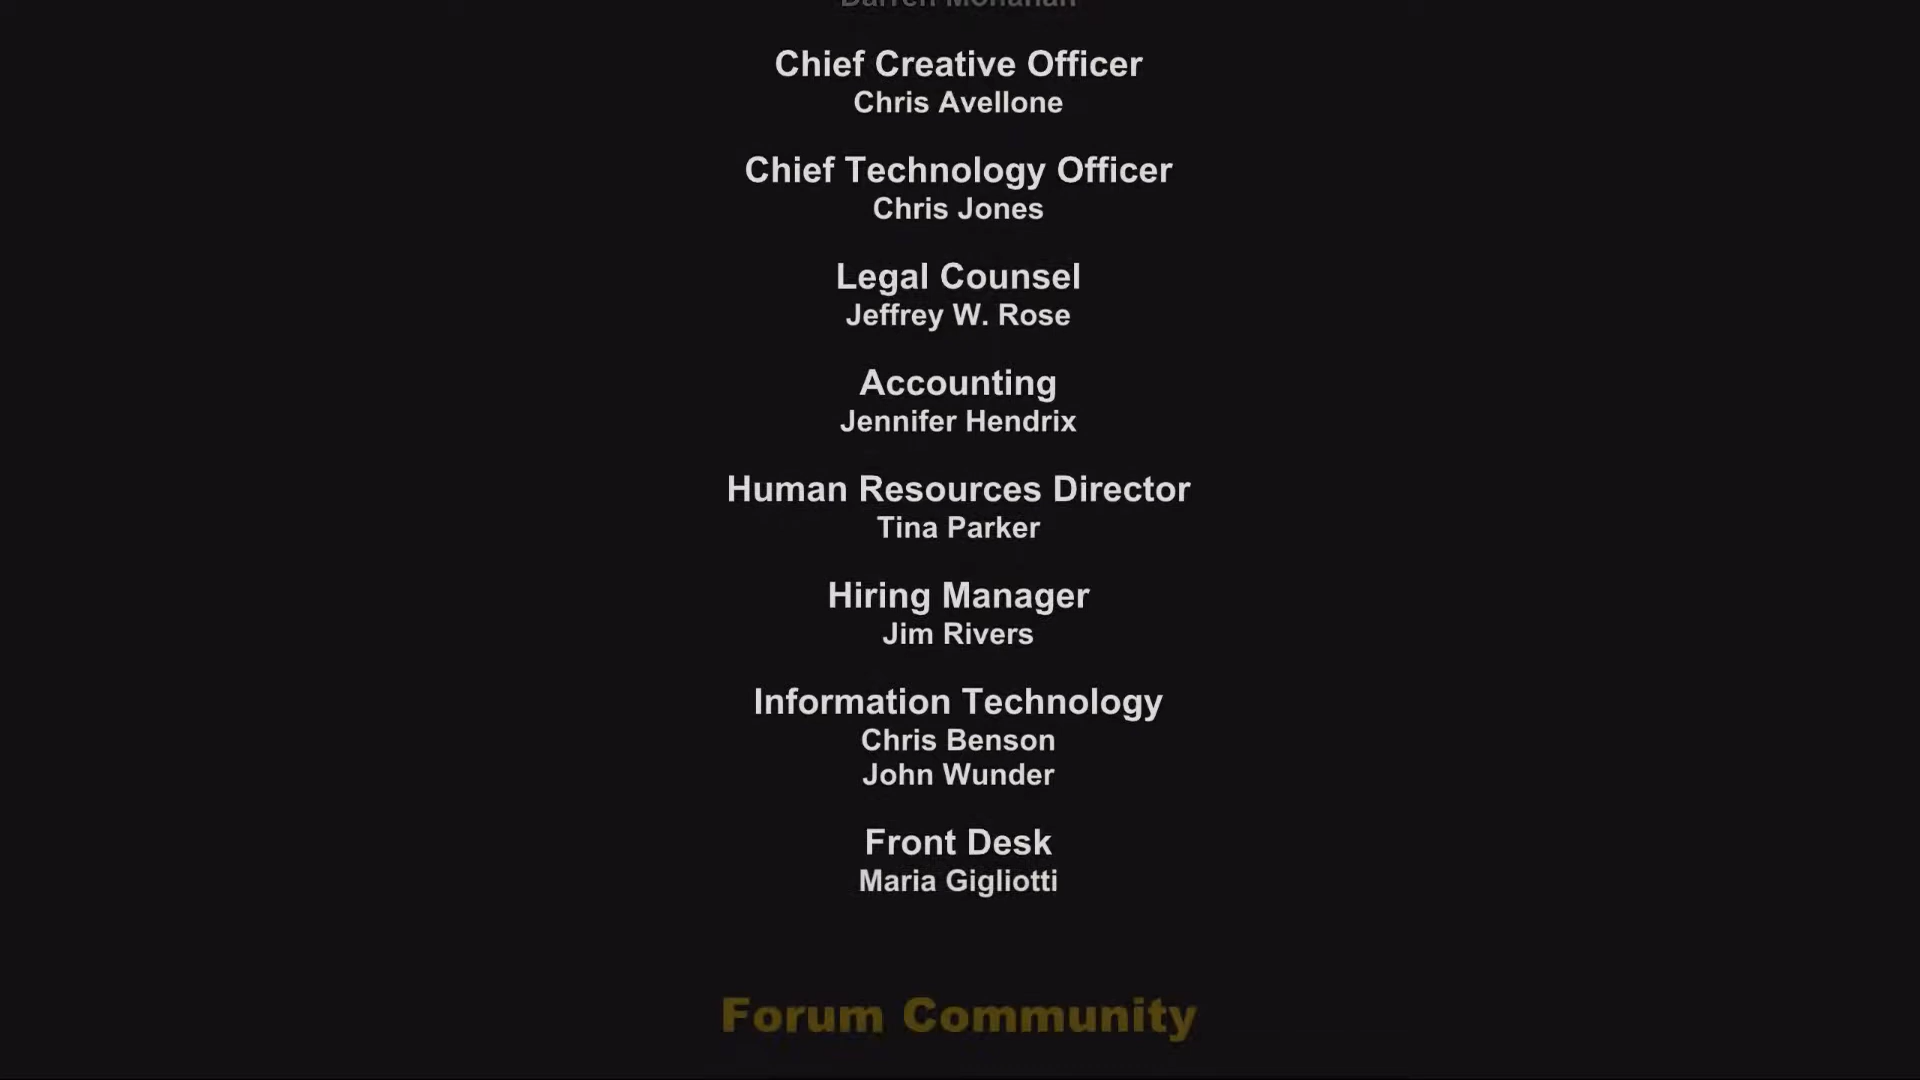 Darren Monahan
Chief Creative Officer
Chris Avellone
Chief Technology Officer
Chris Jones
Legal Counsel
Jeffrey W. Rose
Accounting
Jennifer Hendrix
Human Resources Director
Tina Parker
Hiring Manager
Jim Rivers
Information Technology
Chris Benson
John Wunder
Front Desk
Maria Gigliotti
Forum Community